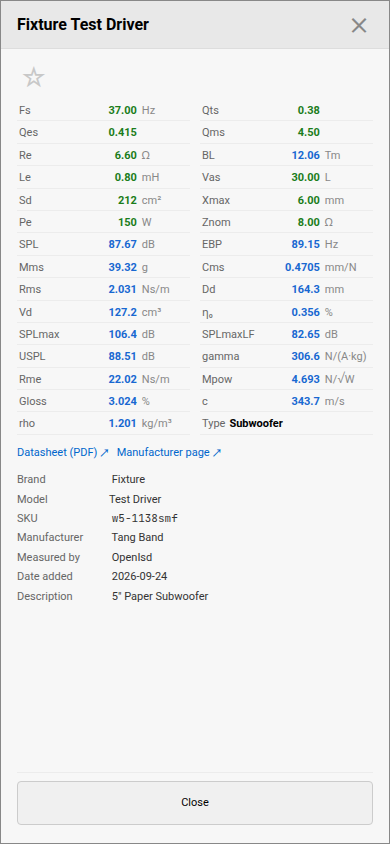 Fixture Test Driver
Fs 37.00 Hz Qts 0.38
Qes 0.415 Qms 4.50
Re 6.60 Ω BL 12.06 Tm
Le 0.80 mH Vas 30.00 L
Sd 212 cm² Xmax 6.00 mm
Pe 150 W Znom 8.00 Ω
SPL 87.67 dB EBP 89.15 Hz
Mms 39.32 g Cms 0.4705 mm/N
Rms 2.031 Ns/m Dd 164.3 mm
Vd 127.2 cm³ η₀ 0.356 %
SPLmax 106.4 dB SPLmaxLF 82.65 dB
USPL 88.51 dB gamma 306.6 N/(A·kg)
Rme 22.02 Ns/m Mpow 4.693 N/√W
Gloss 3.024 % c 343.7 m/s
rho 1.201 kg/m³ Type Subwoofer
Datasheet (PDF) ↗ Manufacturer page ↗
Brand Fixture
Model Test Driver
SKU w5-1138smf
Manufacturer Tang Band
Measured by OpenIsd
Date added 2026-09-24
Description 5" Paper Subwoofer
Close